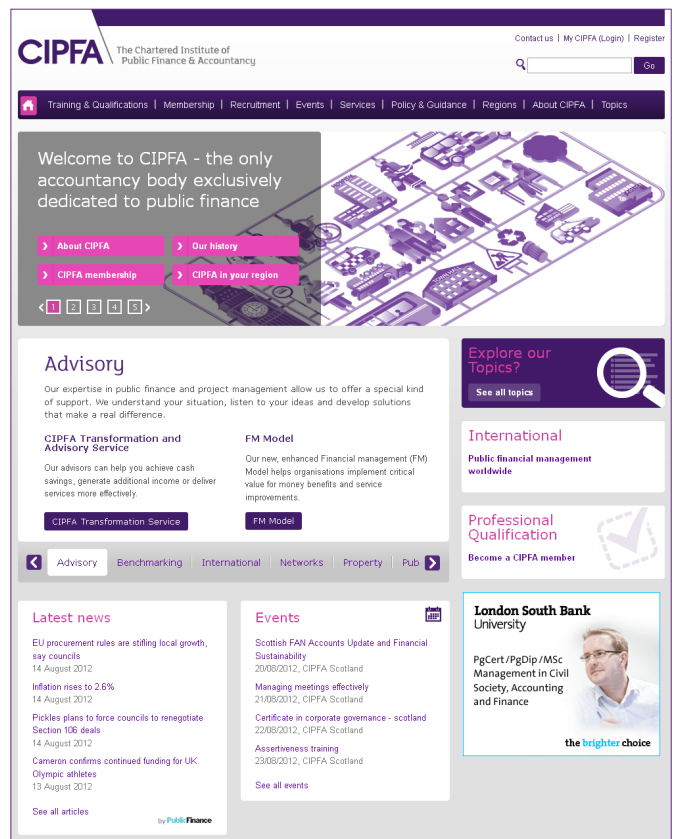 CIPFA
The Chartered Institute of
Public Finance & Accountancy
Contact us | My CIPFA (Login) | Register
Go
Training & Qualifications | Membership | Recruitment | Events | Services | Policy & Guidance | Regions | About CIPFA | Topics
Welcome to CIPFA - the only
accountancy body exclusively
dedicated to public finance
About CIPFA
Our history
CIPFA membership
CIPFA in your region
1 2 3 4 5
TOWN HALL
Advisory
Our expertise in public finance and project management allow us to offer a special kind
of support. We understand your situation, listen to your ideas and develop solutions
that make a real difference.
CIPFA Transformation and
Advisory Service
Our advisors can help you achieve cash
savings, generate additional income or deliver
services more effectively.
CIPFA Transformation Service
FM Model
Our new, enhanced Financial management (FM)
Model helps organisations implement critical
value for money benefits and service
improvements.
FM Model
Advisory Benchmarking International Networks Property Pub
Explore our
Topics?
See all topics
International
Public financial management
worldwide
Professional
Qualification
Become a CIPFA member
Latest news
EU procurement rules are stifling local growth,
say councils
14 August 2012
Inflation rises to 2.6%
14 August 2012
Pickles plans to force councils to renegotiate
Section 106 deals
14 August 2012
Cameron confirms continued funding for UK
Olympic athletes
13 August 2012
See all articles
by PublicFinance
Events
Scottish FAN Accounts Update and Financial
Sustainability
20/08/2012, CIPFA Scotland
Managing meetings effectively
21/08/2012, CIPFA Scotland
Certificate in corporate governance - scotland
22/08/2012, CIPFA Scotland
Assertiveness training
23/08/2012, CIPFA Scotland
See all events
London South Bank
University
PgCert/PgDip/MSc
Management in Civil
Society, Accounting
and Finance
the brighter choice